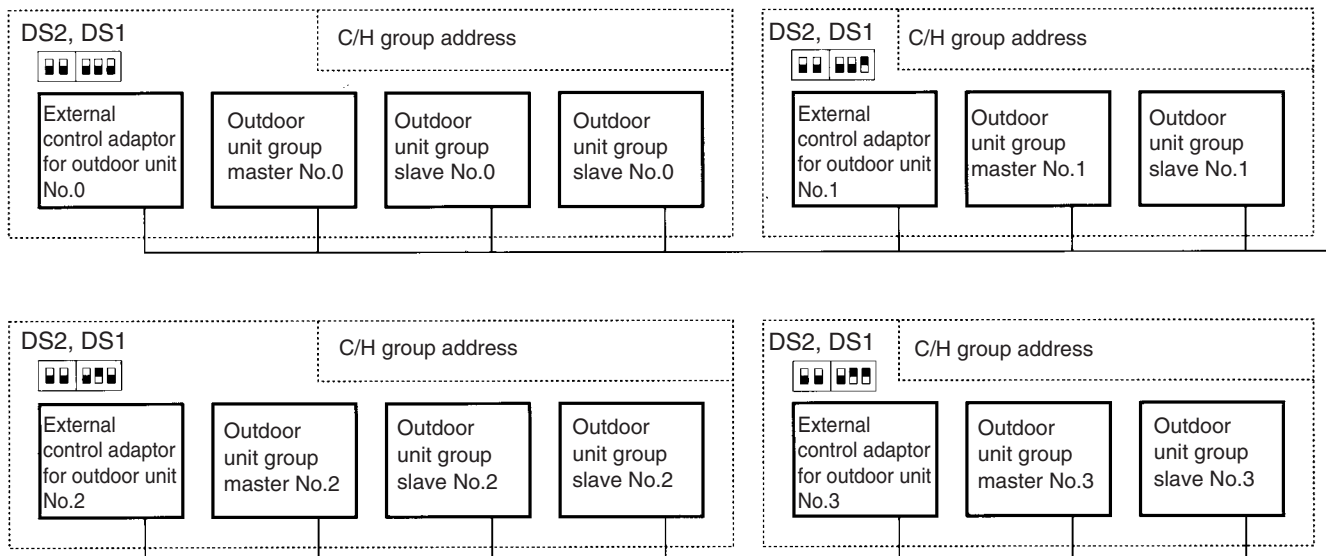 DS2, DS1
C/H group address
External
control adaptor
for outdoor unit
No.0
Outdoor
unit group
master No.0
Outdoor
unit group
slave No.0
Outdoor
unit group
slave No.0
DS2, DS1
C/H group address
External
control adaptor
for outdoor unit
No.1
Outdoor
unit group
master No.1
Outdoor
unit group
slave No.1
DS2, DS1
C/H group address
External
control adaptor
for outdoor unit
No.2
Outdoor
unit group
master No.2
Outdoor
unit group
slave No.2
Outdoor
unit group
slave No.2
DS2, DS1
C/H group address
External
control adaptor
for outdoor unit
No.3
Outdoor
unit group
master No.3
Outdoor
unit group
slave No.3